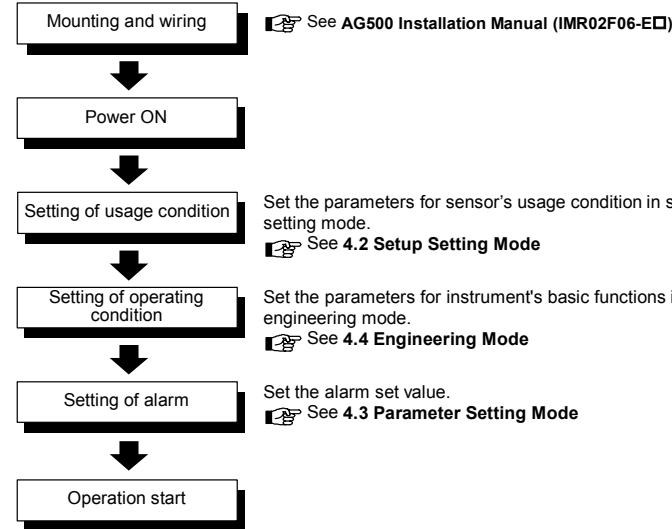 Mounting and wiring
See AG500 Installation Manual (IMR02F06-E□)
Power ON
Setting of usage condition
Set the parameters for sensor's usage condition in s
setting mode.
See 4.2 Setup Setting Mode
Setting of operating
condition
Set the parameters for instrument's basic functions i
engineering mode.
See 4.4 Engineering Mode
Setting of alarm
Set the alarm set value.
See 4.3 Parameter Setting Mode
Operation start